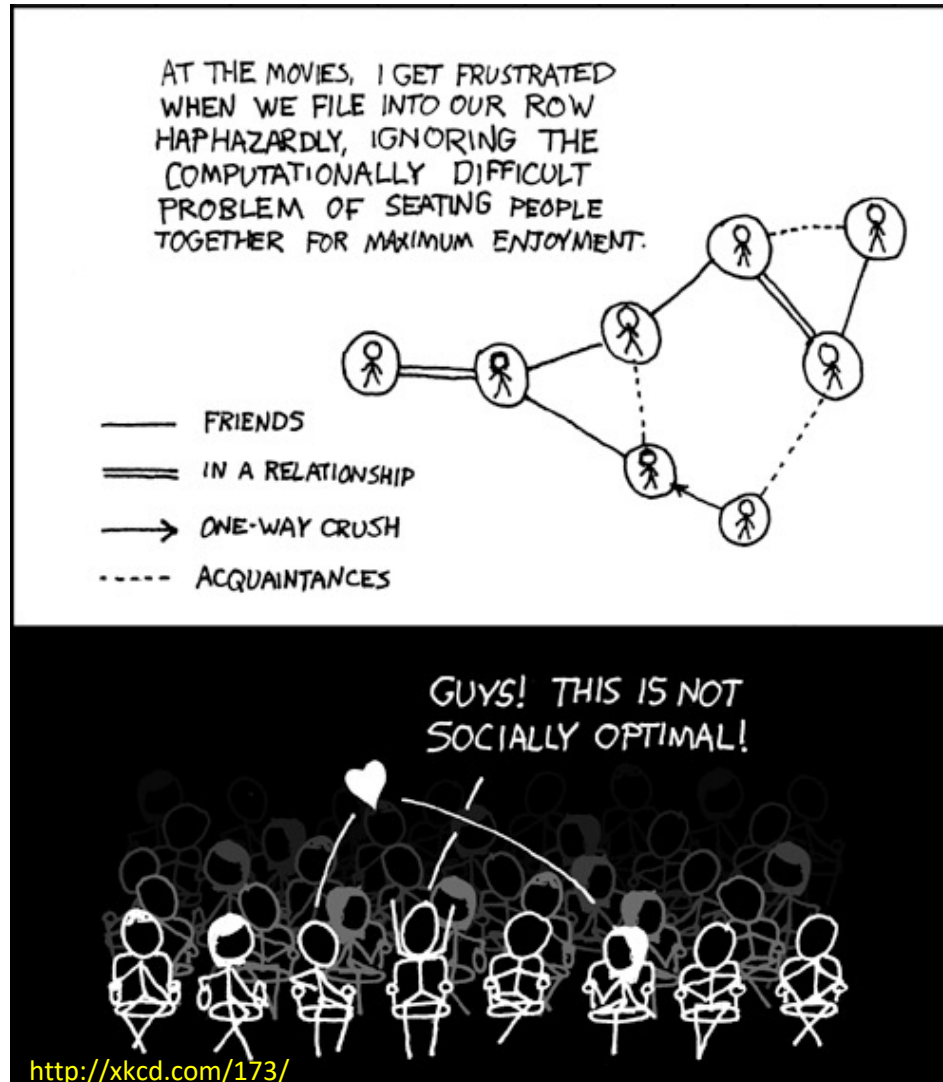 AT THE MOVIES, I GET FRUSTRATED
WHEN WE FILE INTO OUR ROW
HAPHAZARDLY, IGNORING THE
COMPUTATIONALLY DIFFICULT
PROBLEM OF SEATING PEOPLE
TOGETHER FOR MAXIMUM ENJOYMENT.
FRIENDS
IN A RELATIONSHIP
ONE-WAY CRUSH
ACQUAINTANCES
GUYS! THIS IS NOT
SOCIALLY OPTIMAL!
http://xkcd.com/173/